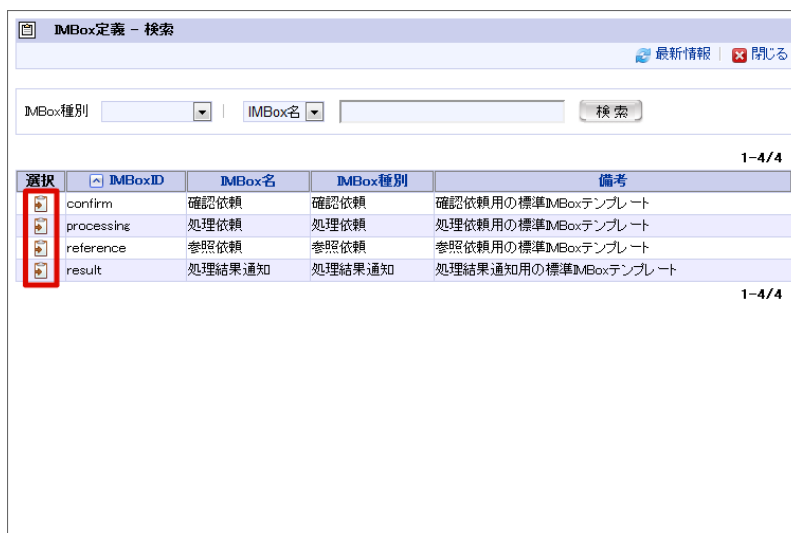 IMBox定義 - 検索
最新情報 閉じる
IMBox種別 IMBox名 検索
1-4/4
選択 IMBoxID IMBox名 IMBox種別 備考
confirm 確認依頼 確認依頼 確認依頼用の標準IMBoxテンプレート
processing 処理依頼 処理依頼 処理依頼用の標準IMBoxテンプレート
reference 参照依頼 参照依頼 参照依頼用の標準IMBoxテンプレート
result 処理結果通知 処理結果通知 処理結果通知用の標準IMBoxテンプレート
1-4/4